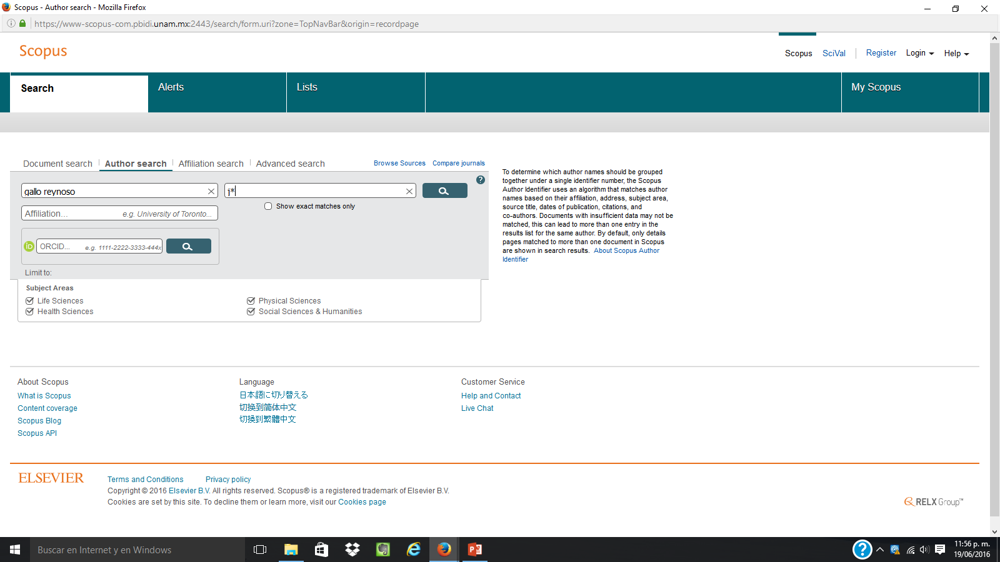 Scopus - Author search - Mozilla Firefox
https://www-scopus-com.pbidi.unam.mx:2443/search/form.uri?zone=TopNavBar&origin=recordpage
Scopus
Scopus SciVal Register Login Help
Search Alerts Lists My Scopus
Document search Author search Affiliation search Advanced search Browse Sources Compare journals
gallo reynoso j*
Show exact matches only
Affiliation... e.g. University of Toronto...
iD ORCID... e.g. 1111-2222-3333-444x
Limit to:
Subject Areas
Life Sciences Physical Sciences
Health Sciences Social Sciences & Humanities
To determine which author names should be grouped
together under a single identifier number, the Scopus
Author Identifier uses an algorithm that matches author
names based on their affiliation, address, subject area,
source title, dates of publication, citations, and
co-authors. Documents with insufficient data may not be
matched, this can lead to more than one entry in the
results list for the same author. By default, only details
pages matched to more than one document in Scopus
are shown in search results. About Scopus Author
Identifier
About Scopus
What is Scopus
Content coverage
Scopus Blog
Scopus API
Language
日本語に切り替える
切换到简体中文
切換到繁體中文
Customer Service
Help and Contact
Live Chat
ELSEVIER
Terms and Conditions Privacy policy
Copyright © 2016 Elsevier B.V. All rights reserved. Scopus® is a registered trademark of Elsevier B.V.
Cookies are set by this site. To decline them or learn more, visit our Cookies page
RELX Group™
Buscar en Internet y en Windows
11:56 p. m.
19/06/2016